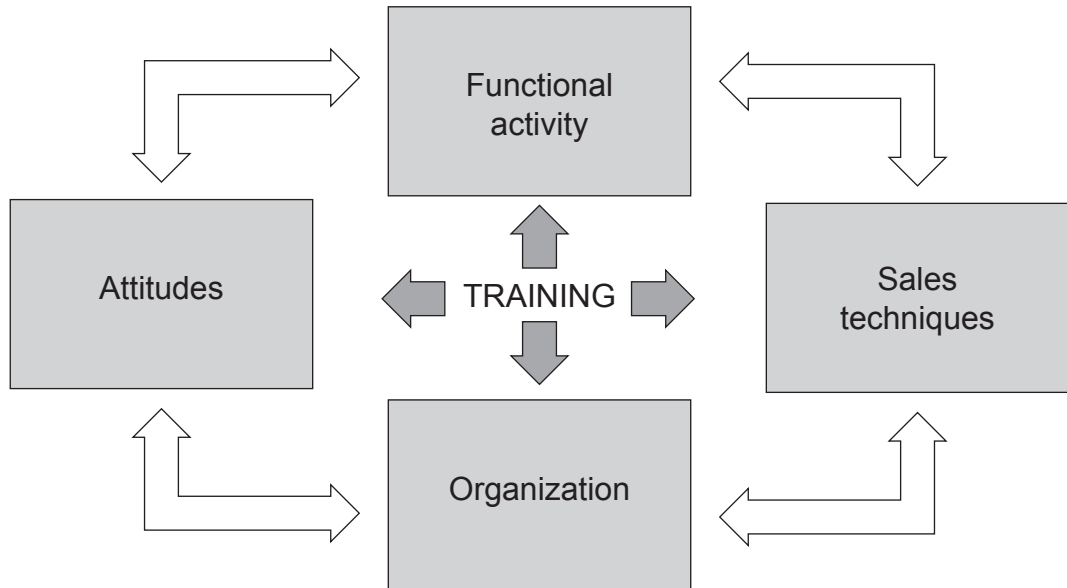 Functional
activity
Attitudes
TRAINING
Sales
techniques
Organization